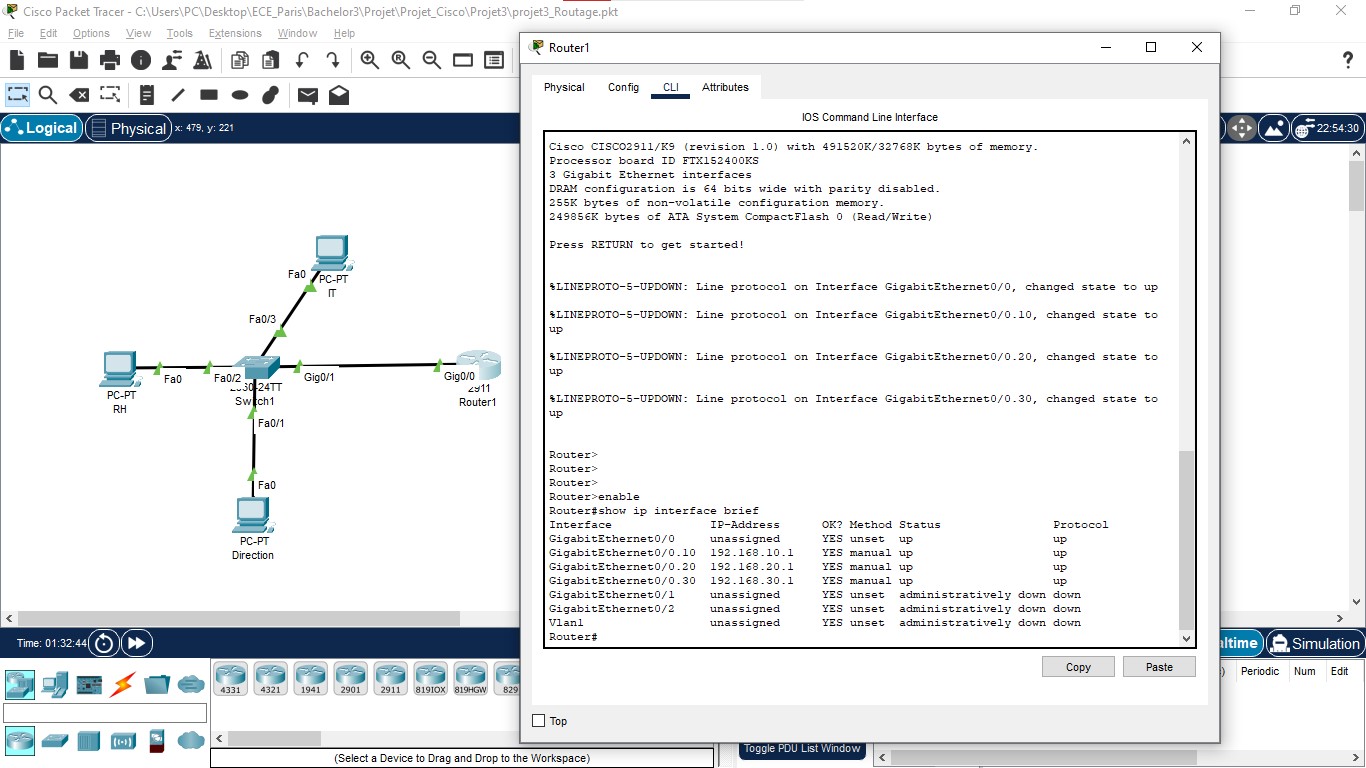 Cisco Packet Tracer - C:\Users\PC\Desktop\ECE_Paris\Bachelor3\Projet\Projet_Cisco\Projet3\projet3_Routage.pkt
File Edit Options View Tools Extensions Window Help
Logical Physical x: 479, y: 221
22:54:30
Fa0
PC-PT
IT
Fa0/3
PC-PT
RH
Fa0
Fa0/2
Gig0/1
Gig0/0
2911
Router1
Fa0/1
Fa0
PC-PT
Direction
Time: 01:32:44
4331 4321 1941 2901 2911 819IOX 819HGW 829
(Select a Device to Drag and Drop to the Workspace)
Router1
Physical Config CLI Attributes
IOS Command Line Interface
Cisco CISCO2911/K9 (revision 1.0) with 491520K/32768K bytes of memory.
Processor board ID FTX152400KS
3 Gigabit Ethernet interfaces
DRAM configuration is 64 bits wide with parity disabled.
255K bytes of non-volatile configuration memory.
249856K bytes of ATA System CompactFlash 0 (Read/Write)
Press RETURN to get started!
%LINEPROTO-5-UPDOWN: Line protocol on Interface GigabitEthernet0/0, changed state to up
%LINEPROTO-5-UPDOWN: Line protocol on Interface GigabitEthernet0/0.10, changed state to
up
%LINEPROTO-5-UPDOWN: Line protocol on Interface GigabitEthernet0/0.20, changed state to
up
%LINEPROTO-5-UPDOWN: Line protocol on Interface GigabitEthernet0/0.30, changed state to
up
Router>
Router>
Router>
Router>enable
Router#show ip interface brief
Interface IP-Address OK? Method Status Protocol
GigabitEthernet0/0 unassigned YES unset up up
GigabitEthernet0/0.10 192.168.10.1 YES manual up up
GigabitEthernet0/0.20 192.168.20.1 YES manual up up
GigabitEthernet0/0.30 192.168.30.1 YES manual up up
GigabitEthernet0/1 unassigned YES unset administratively down down
GigabitEthernet0/2 unassigned YES unset administratively down down
Vlan1 unassigned YES unset administratively down down
Router#
Copy Paste
Top
Simulation
Periodic Num Edit
Toggle PDU List Window